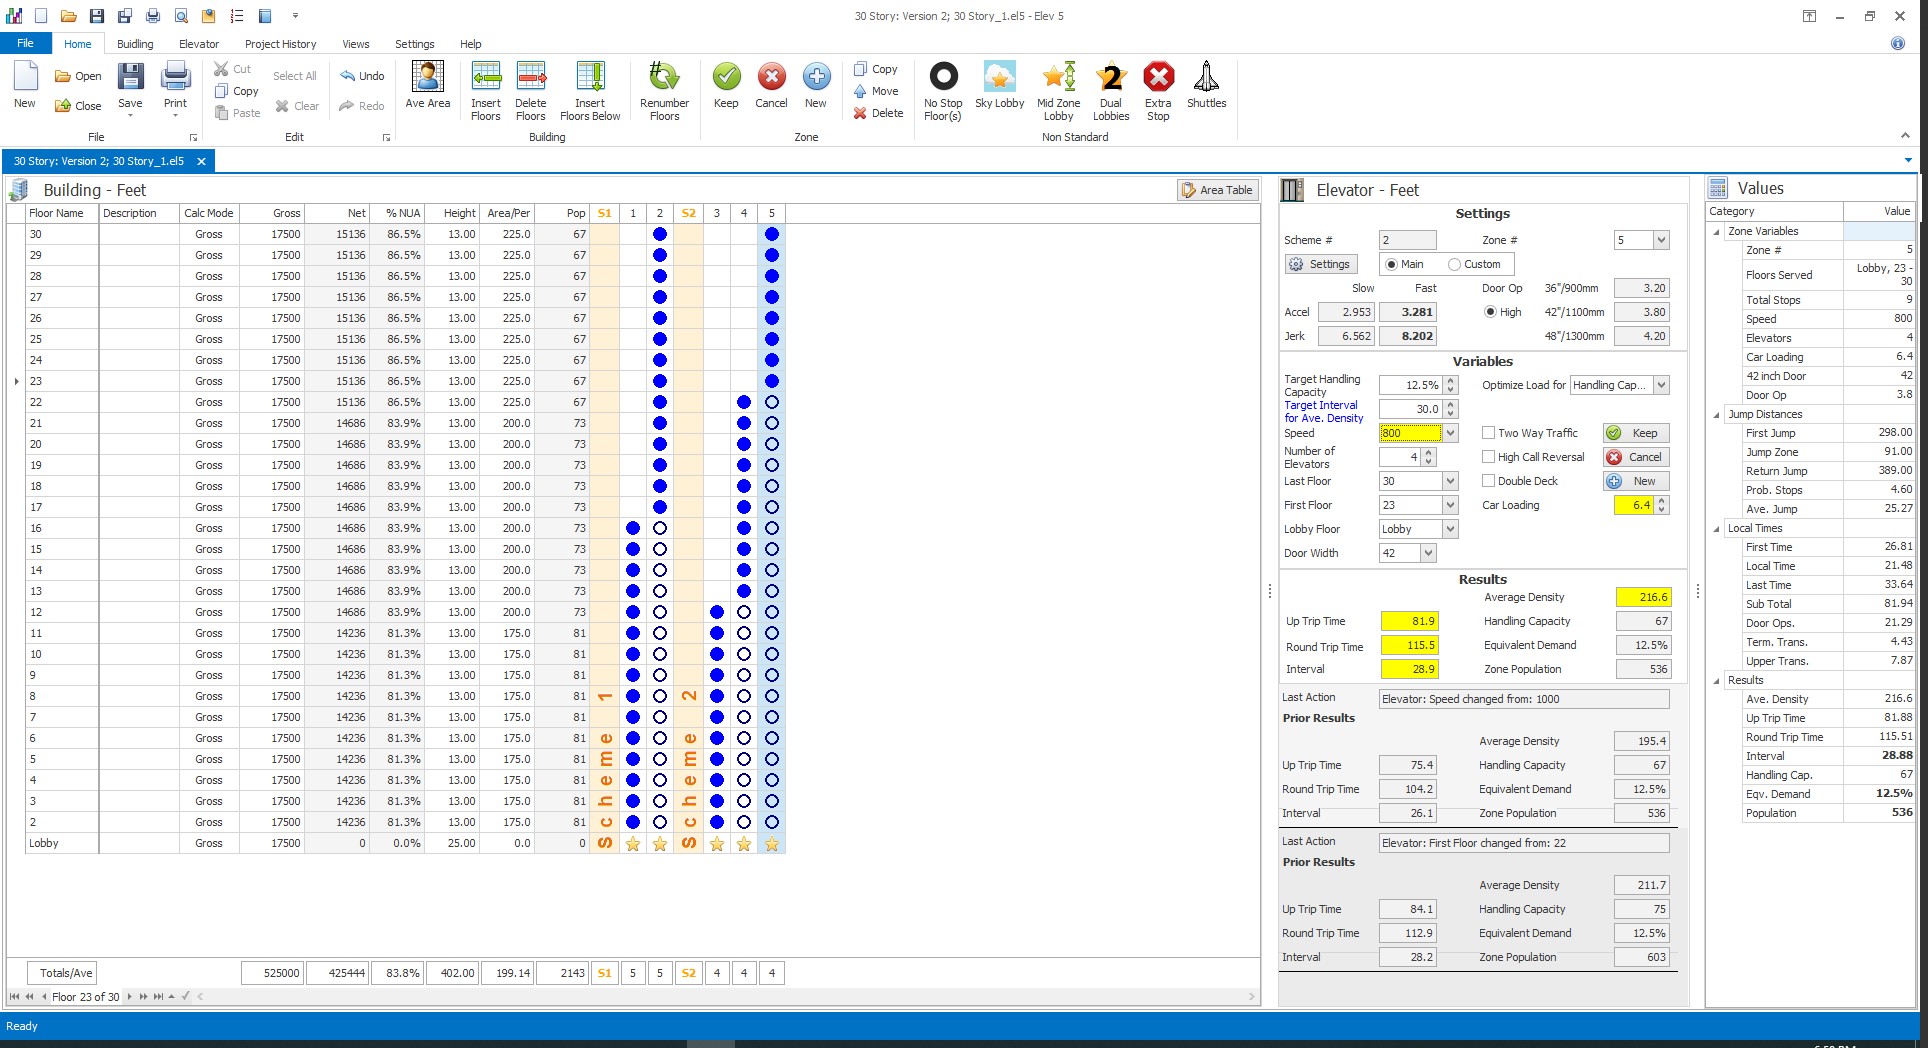 30 Story: Version 2; 30 Story_1.el5 - Elev 5
File Home Buidling Elevator Project History Views Settings Help
New Open Close Save Print
Cut Copy Paste Select All Clear Undo Redo
Ave Area Insert Floors Delete Floors Insert Floors Below Renumber Floors
Keep Cancel New Copy Move Delete
No Stop Floor(s) Sky Lobby Mid Zone Lobby 2 Dual Lobbies Extra Stop Shuttles
File Edit Building Zone Non Standard
30 Story: Version 2; 30 Story_1.el5
Building - Feet Area Table
Floor Name Description Calc Mode Gross Net % NUA Height Area/Per Pop S1 1 2 S2 3 4 5
30 Gross 17500 15136 86.5% 13.00 225.0 67
29 Gross 17500 15136 86.5% 13.00 225.0 67
28 Gross 17500 15136 86.5% 13.00 225.0 67
27 Gross 17500 15136 86.5% 13.00 225.0 67
26 Gross 17500 15136 86.5% 13.00 225.0 67
25 Gross 17500 15136 86.5% 13.00 225.0 67
24 Gross 17500 15136 86.5% 13.00 225.0 67
23 Gross 17500 15136 86.5% 13.00 225.0 67
22 Gross 17500 15136 86.5% 13.00 225.0 67
21 Gross 17500 14686 83.9% 13.00 200.0 73
20 Gross 17500 14686 83.9% 13.00 200.0 73
19 Gross 17500 14686 83.9% 13.00 200.0 73
18 Gross 17500 14686 83.9% 13.00 200.0 73
17 Gross 17500 14686 83.9% 13.00 200.0 73
16 Gross 17500 14686 83.9% 13.00 200.0 73
15 Gross 17500 14686 83.9% 13.00 200.0 73
14 Gross 17500 14686 83.9% 13.00 200.0 73
13 Gross 17500 14686 83.9% 13.00 200.0 73
12 Gross 17500 14686 83.9% 13.00 200.0 73
11 Gross 17500 14236 81.3% 13.00 175.0 81
10 Gross 17500 14236 81.3% 13.00 175.0 81
9 Gross 17500 14236 81.3% 13.00 175.0 81
8 Gross 17500 14236 81.3% 13.00 175.0 81
7 Gross 17500 14236 81.3% 13.00 175.0 81
6 Gross 17500 14236 81.3% 13.00 175.0 81
5 Gross 17500 14236 81.3% 13.00 175.0 81
4 Gross 17500 14236 81.3% 13.00 175.0 81
3 Gross 17500 14236 81.3% 13.00 175.0 81
2 Gross 17500 14236 81.3% 13.00 175.0 81
Lobby Gross 17500 0 0.0% 25.00 0.0 0
Scheme 1
Scheme 2
Totals/Ave 525000 425444 83.8% 402.00 199.14 2143 S1 5 5 S2 4 4 4
Floor 23 of 30
Elevator - Feet
Settings
Scheme # 2 Zone # 5
Settings Main Custom
Slow Fast Door Op 36"/900mm 3.20
Accel 2.953 3.281 High 42"/1100mm 3.80
Jerk 6.562 8.202 48"/1300mm 4.20
Variables
Target Handling Capacity 12.5% Optimize Load for Handling Cap...
Target Interval for Ave. Density 30.0
Speed 800 Two Way Traffic Keep
Number of Elevators 4 High Call Reversal Cancel
Last Floor 30 Double Deck New
First Floor 23 Car Loading 6.4
Lobby Floor Lobby
Door Width 42
Results
Average Density 216.6
Up Trip Time 81.9 Handling Capacity 67
Round Trip Time 115.5 Equivalent Demand 12.5%
Interval 28.9 Zone Population 536
Last Action Elevator: Speed changed from: 1000
Prior Results
Average Density 195.4
Up Trip Time 75.4 Handling Capacity 67
Round Trip Time 104.2 Equivalent Demand 12.5%
Interval 26.1 Zone Population 536
Last Action Elevator: First Floor changed from: 22
Prior Results
Average Density 211.7
Up Trip Time 84.1 Handling Capacity 75
Round Trip Time 112.9 Equivalent Demand 12.5%
Interval 28.2 Zone Population 603
Values
Category Value
Zone Variables
Zone # 5
Floors Served Lobby, 23 - 30
Total Stops 9
Speed 800
Elevators 4
Car Loading 6.4
42 inch Door 42
Door Op 3.8
Jump Distances
First Jump 298.00
Jump Zone 91.00
Return Jump 389.00
Prob. Stops 4.60
Ave. Jump 25.27
Local Times
First Time 26.81
Local Time 21.48
Last Time 33.64
Sub Total 81.94
Door Ops. 21.29
Term. Trans. 4.43
Upper Trans. 7.87
Results
Ave. Density 216.6
Up Trip Time 81.88
Round Trip Time 115.51
Interval 28.88
Handling Cap. 67
Eqv. Demand 12.5%
Population 536
Ready